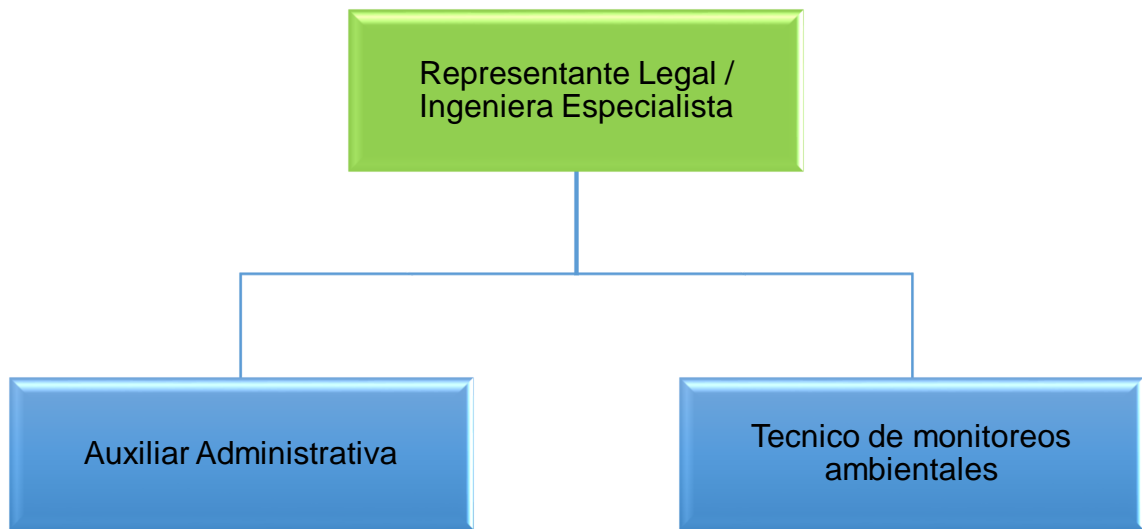 Representante Legal /
Ingeniera Especialista
Auxiliar Administrativa
Tecnico de monitoreos
ambientales